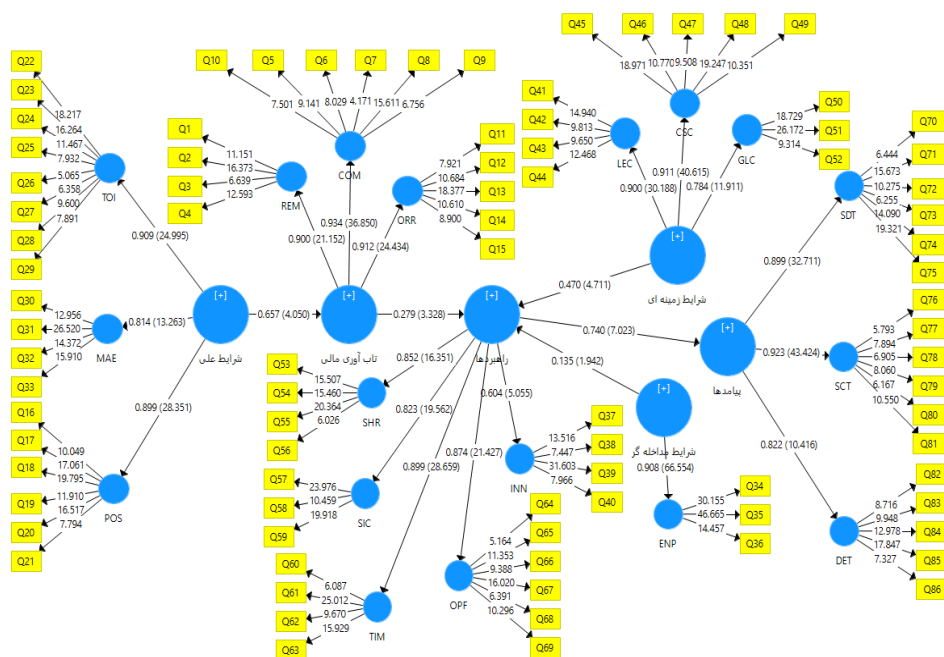 Q45
Q46
Q47
Q48
Q49
18.971
10.770
9.508
19.247
10.351
CSC
Q10
Q5
Q6
Q7
Q8
Q9
7.501
9.141
8.029
4.171
15.611
6.756
COM
Q22
Q23
Q24
Q25
Q26
Q27
Q28
Q29
18.217
16.264
11.467
7.932
5.065
6.358
9.600
7.891
TOI
Q1
Q2
Q3
Q4
11.151
16.373
6.639
12.593
REM
Q11
Q12
Q13
Q14
Q15
7.921
10.684
18.377
10.610
8.900
ORR
Q41
Q42
Q43
Q44
14.940
9.813
9.650
12.468
LEC
Q50
Q51
Q52
18.729
26.172
9.314
GLC
Q70
Q71
Q72
Q73
Q74
Q75
6.444
15.673
10.275
6.255
14.090
19.321
SDT
0.909 (24.995)
0.900 (21.152)
0.934 (36.850)
0.912 (24.434)
0.900 (30.188)
0.911 (40.615)
0.784 (11.911)
0.899 (32.711)
[+]
شرایط زمینه ای
0.470 (4.711)
Q30
Q31
Q32
Q33
12.956
26.520
14.372
15.910
MAE
0.814 (13.263)
[+]
شرایط علی
0.657 (4.050)
[+]
تاب آوری مالی
0.279 (3.328)
[+]
راهبردها
0.740 (7.023)
[+]
پیامدها
0.923 (43.424)
Q76
Q77
Q78
Q79
Q80
Q81
5.793
7.894
6.905
8.060
6.167
10.550
SCT
0.899 (28.351)
0.852 (16.351)
0.823 (19.562)
0.899 (28.659)
0.874 (21.427)
0.604 (5.055)
0.135 (1.942)
[+]
شرایط مداخله گر
0.908 (66.554)
0.822 (10.416)
Q53
Q54
Q55
Q56
15.507
15.460
20.364
6.026
SHR
Q16
Q17
Q18
Q19
Q20
Q21
10.049
17.061
19.795
11.910
16.517
7.794
POS
Q57
Q58
Q59
23.976
10.459
19.918
SIC
Q37
Q38
Q39
Q40
13.516
7.447
31.603
7.966
INN
Q34
Q35
Q36
30.155
46.665
14.457
ENP
Q82
Q83
Q84
Q85
Q86
8.716
9.948
12.978
17.847
7.327
DET
Q60
Q61
Q62
Q63
6.087
25.012
9.670
15.929
TIM
Q64
Q65
Q66
Q67
Q68
Q69
5.164
11.353
9.388
16.020
6.391
10.296
OPF